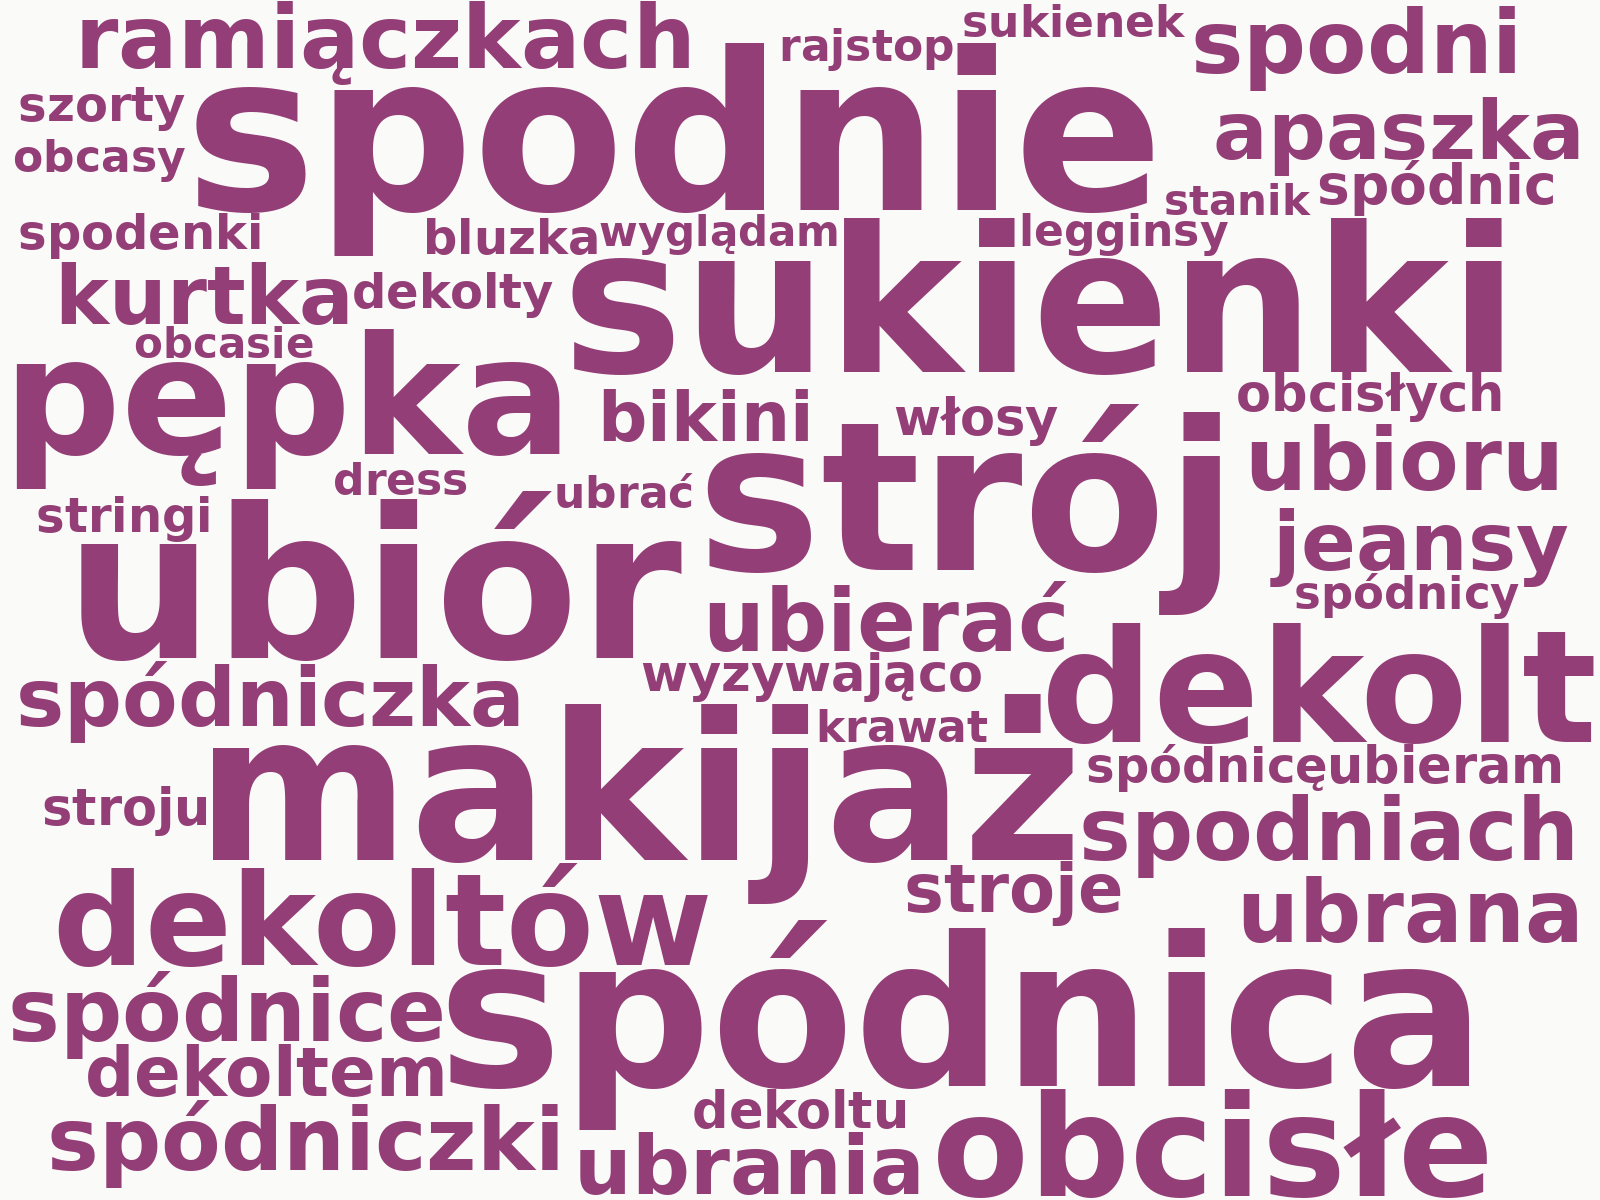 ramiączkach
rajstop
sukienek
spodni
szorty
spodnie
apaszka
obcasy
stanik
spódnic
spodenki
bluzka
wyglądam
legginsy
kurtka
dekolty
sukienki
obcasie
pępka
bikini
włosy
obcisłych
dress
ubrać
strój
ubioru
stringi
ubiór
jeansy
ubierać
spódnicy
spódniczka
wyzywająco
dekolt
krawat
makijaż
spódnicę
ubieram
stroju
spodniach
dekoltów
stroje
ubrana
spódnice
spódnica
dekoltem
spódniczki
dekoltu
ubrania
obcisłe